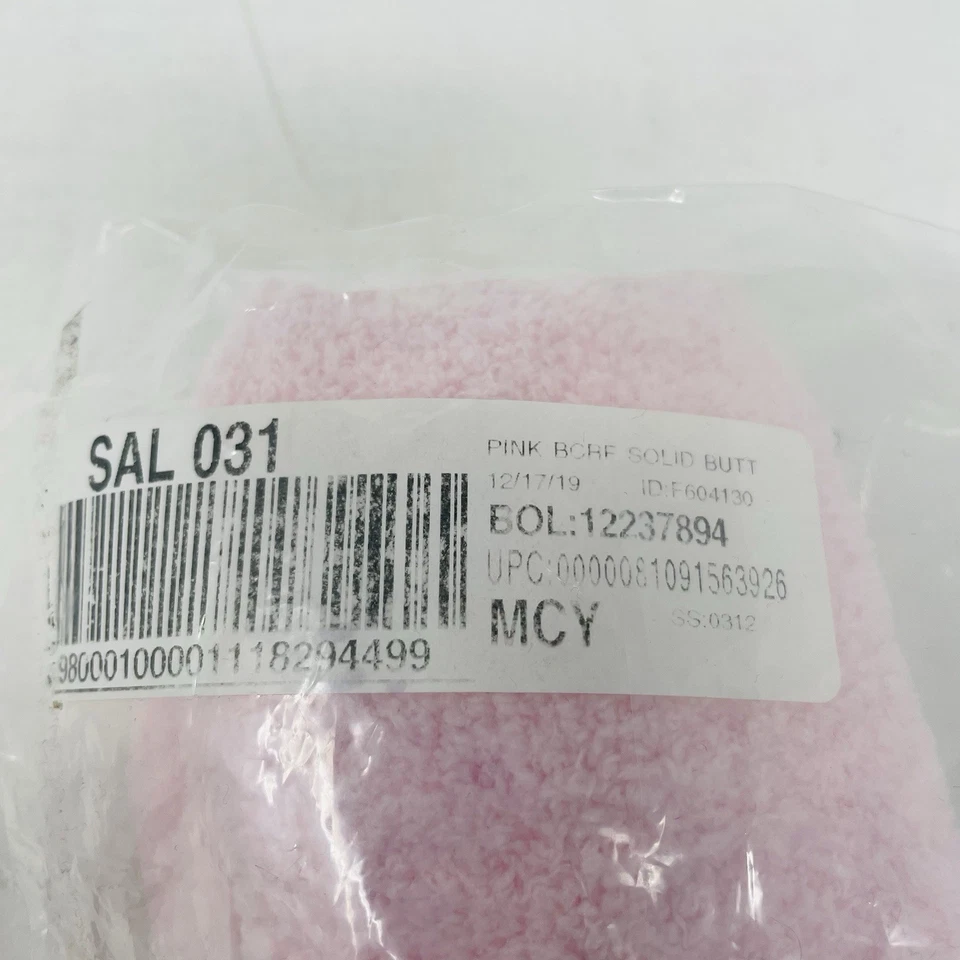 SAL 031
98000100001118294499
PINK BCRF SOLID BUTT
12/17/19 ID:F604130
BOL:12237894
UPC:0000081091563926
MCY SS:0312